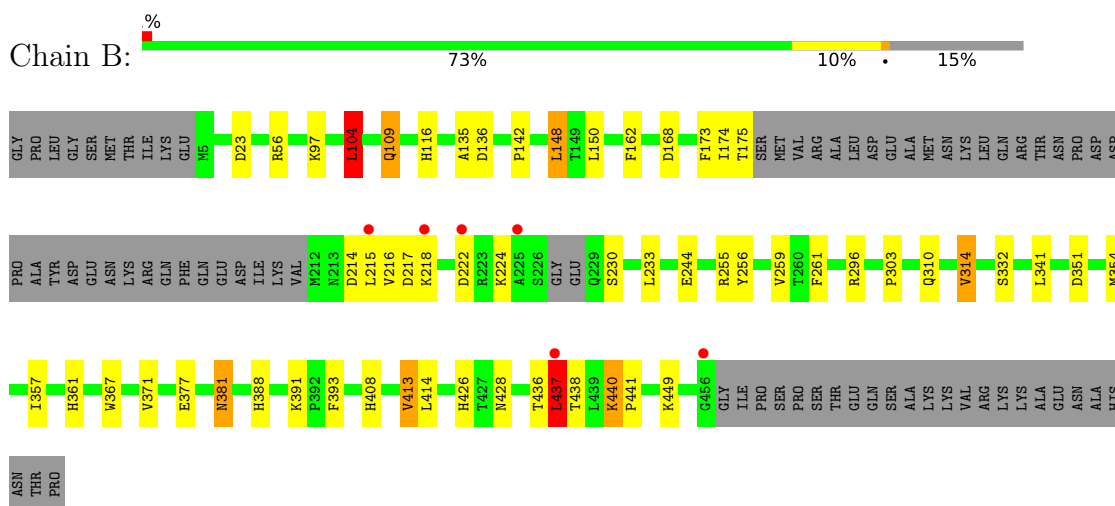 %
Chain B:
73% 10% • 15%
GLY PRO LEU GLY SER MET THR ILE LYS GLU M5 D23 R56 K97 L104 Q109 H116 A135 D136 P142 L148 T149 L150 F162 D168 F173 I174 T175 SER MET VAL ARG ALA LEU ASP GLU ALA MET ASN LYS LEU GLN ARG THR ASN PRO ASP ASP
PRO ALA TYR ASP GLU ASN LYS ARG GLN PHE GLN GLU ASP ILE LYS VAL M212 N213 D214 L215 V216 D217 K218 D222 R223 K224 A225 S226 GLY GLU Q229 S230 L233 E244 R255 Y256 V259 T260 F261 R296 P303 Q310 V314 S332 L341 D351 M354
I357 H361 W367 V371 E377 N381 H388 K391 P392 F393 H408 V413 L414 H426 T427 N428 T436 L437 T438 L439 K440 P441 K449 G456 GLY ILE PRO SER PRO SER THR GLU GLN SER ALA LYS LYS VAL ARG LYS LYS ALA GLU ASN ALA HIS
ASN THR PRO